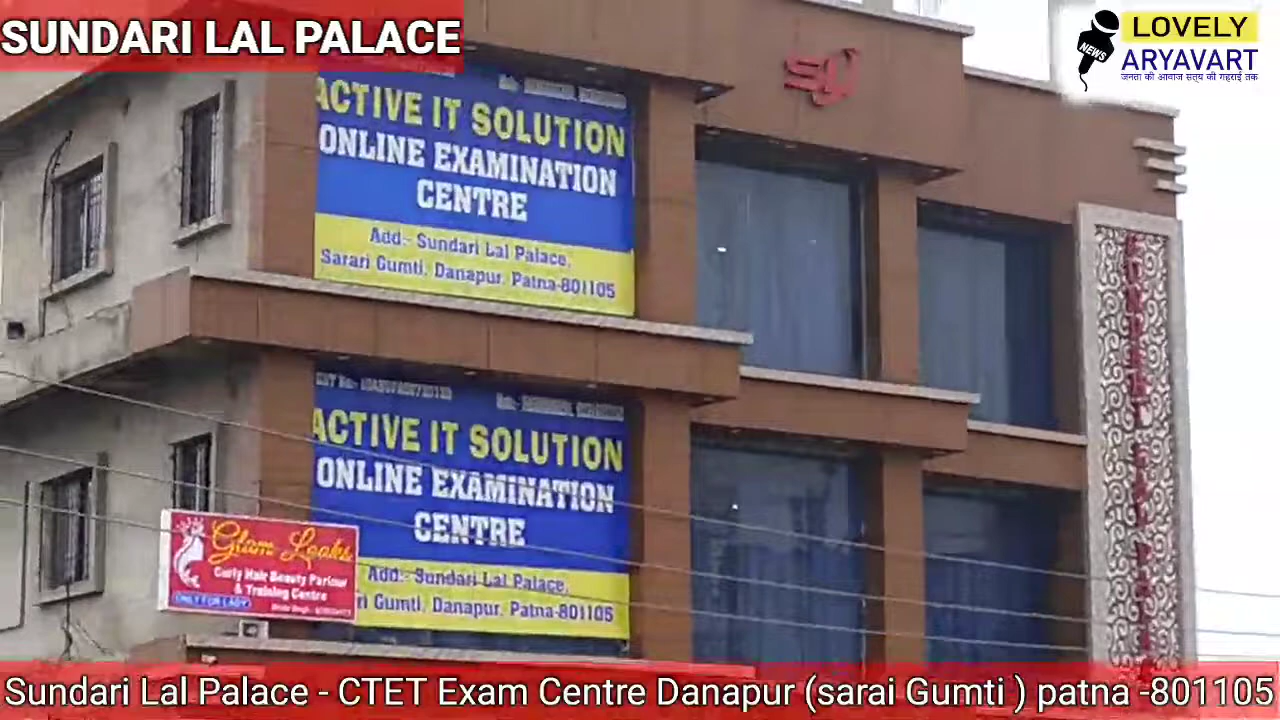 SUNDARI LAL PALACE
NEWS
LOVELY
ARYAVART
जनता की आवाज सत्य की गहराई तक
ACTIVE IT SOLUTION
ONLINE EXAMINATION
CENTRE
Add:- Sundari Lal Palace,
Sarari Gumti, Danapur, Patna-801105
ACTIVE IT SOLUTION
ONLINE EXAMINATION
CENTRE
Add:- Sundari Lal Palace,
Gumti, Danapur, Patna-801105
Glam Looks
Curly Hair Beauty Parlour
& Training Centre
ONLY FOR LADY
Sundari Lal Palace - CTET Exam Centre Danapur (sarai Gumti ) patna -801105